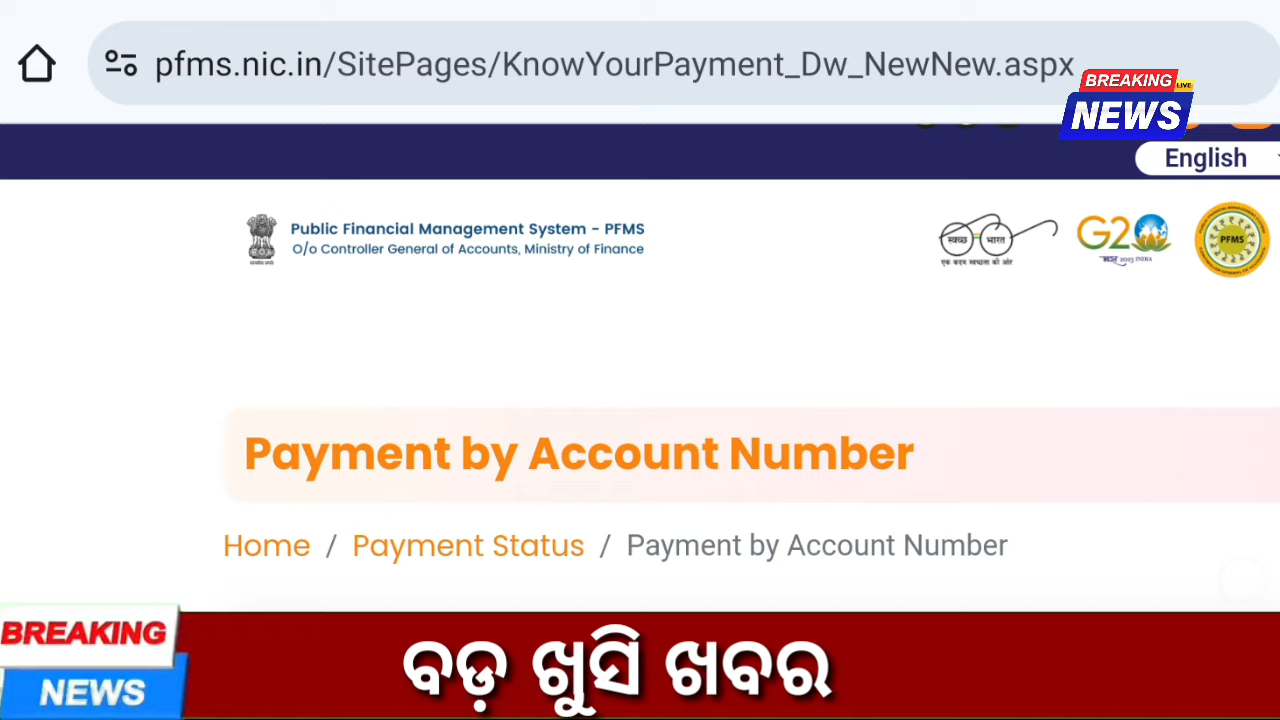 pfms.nic.in/SitePages/KnowYourPayment_Dw_NewNew.aspx
BREAKING
LIVE
NEWS
English
Public Financial Management System - PFMS
O/o Controller General of Accounts, Ministry of Finance
स्वच्छ भारत
एक कदम स्वच्छता की ओर
G20
2023 INDIA
PFMS
Payment by Account Number
Home / Payment Status / Payment by Account Number
BREAKING
NEWS
ବଡ଼ ଖୁସି ଖବର